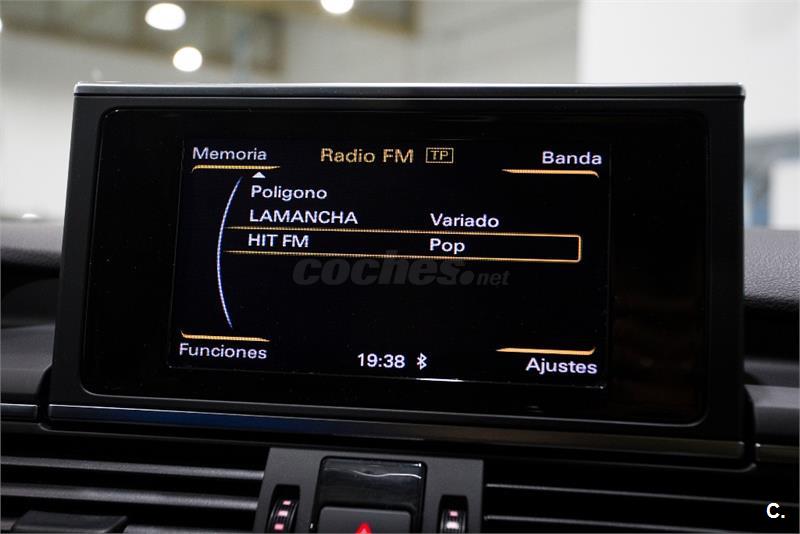 Memoria Radio FM TP Banda
Poligono
LAMANCHA Variado
HIT FM Pop
coches.net
Funciones 19:38 Ajustes
C.